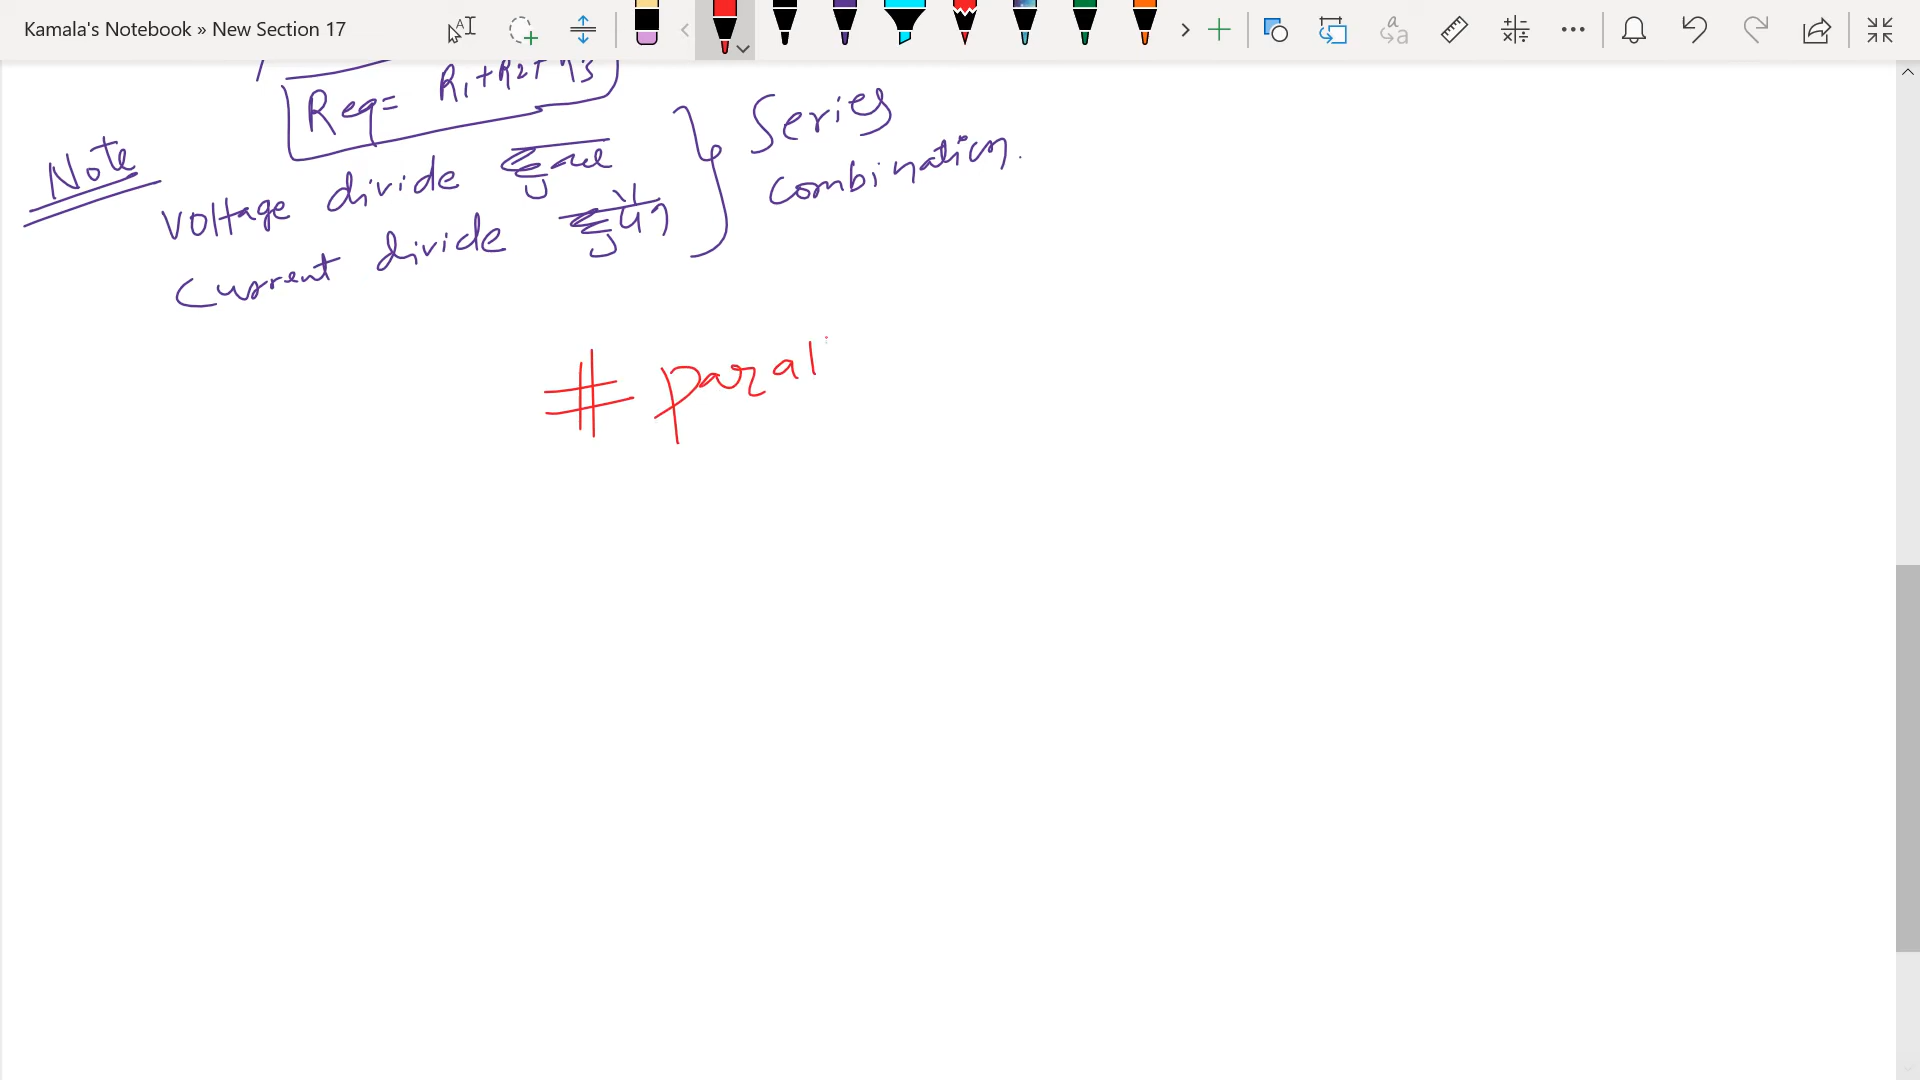 Kamala's Notebook » New Section 17
Req= R₁+R₂+R₃
Note
Voltage divide
Current divide
Series
combination.
# paral